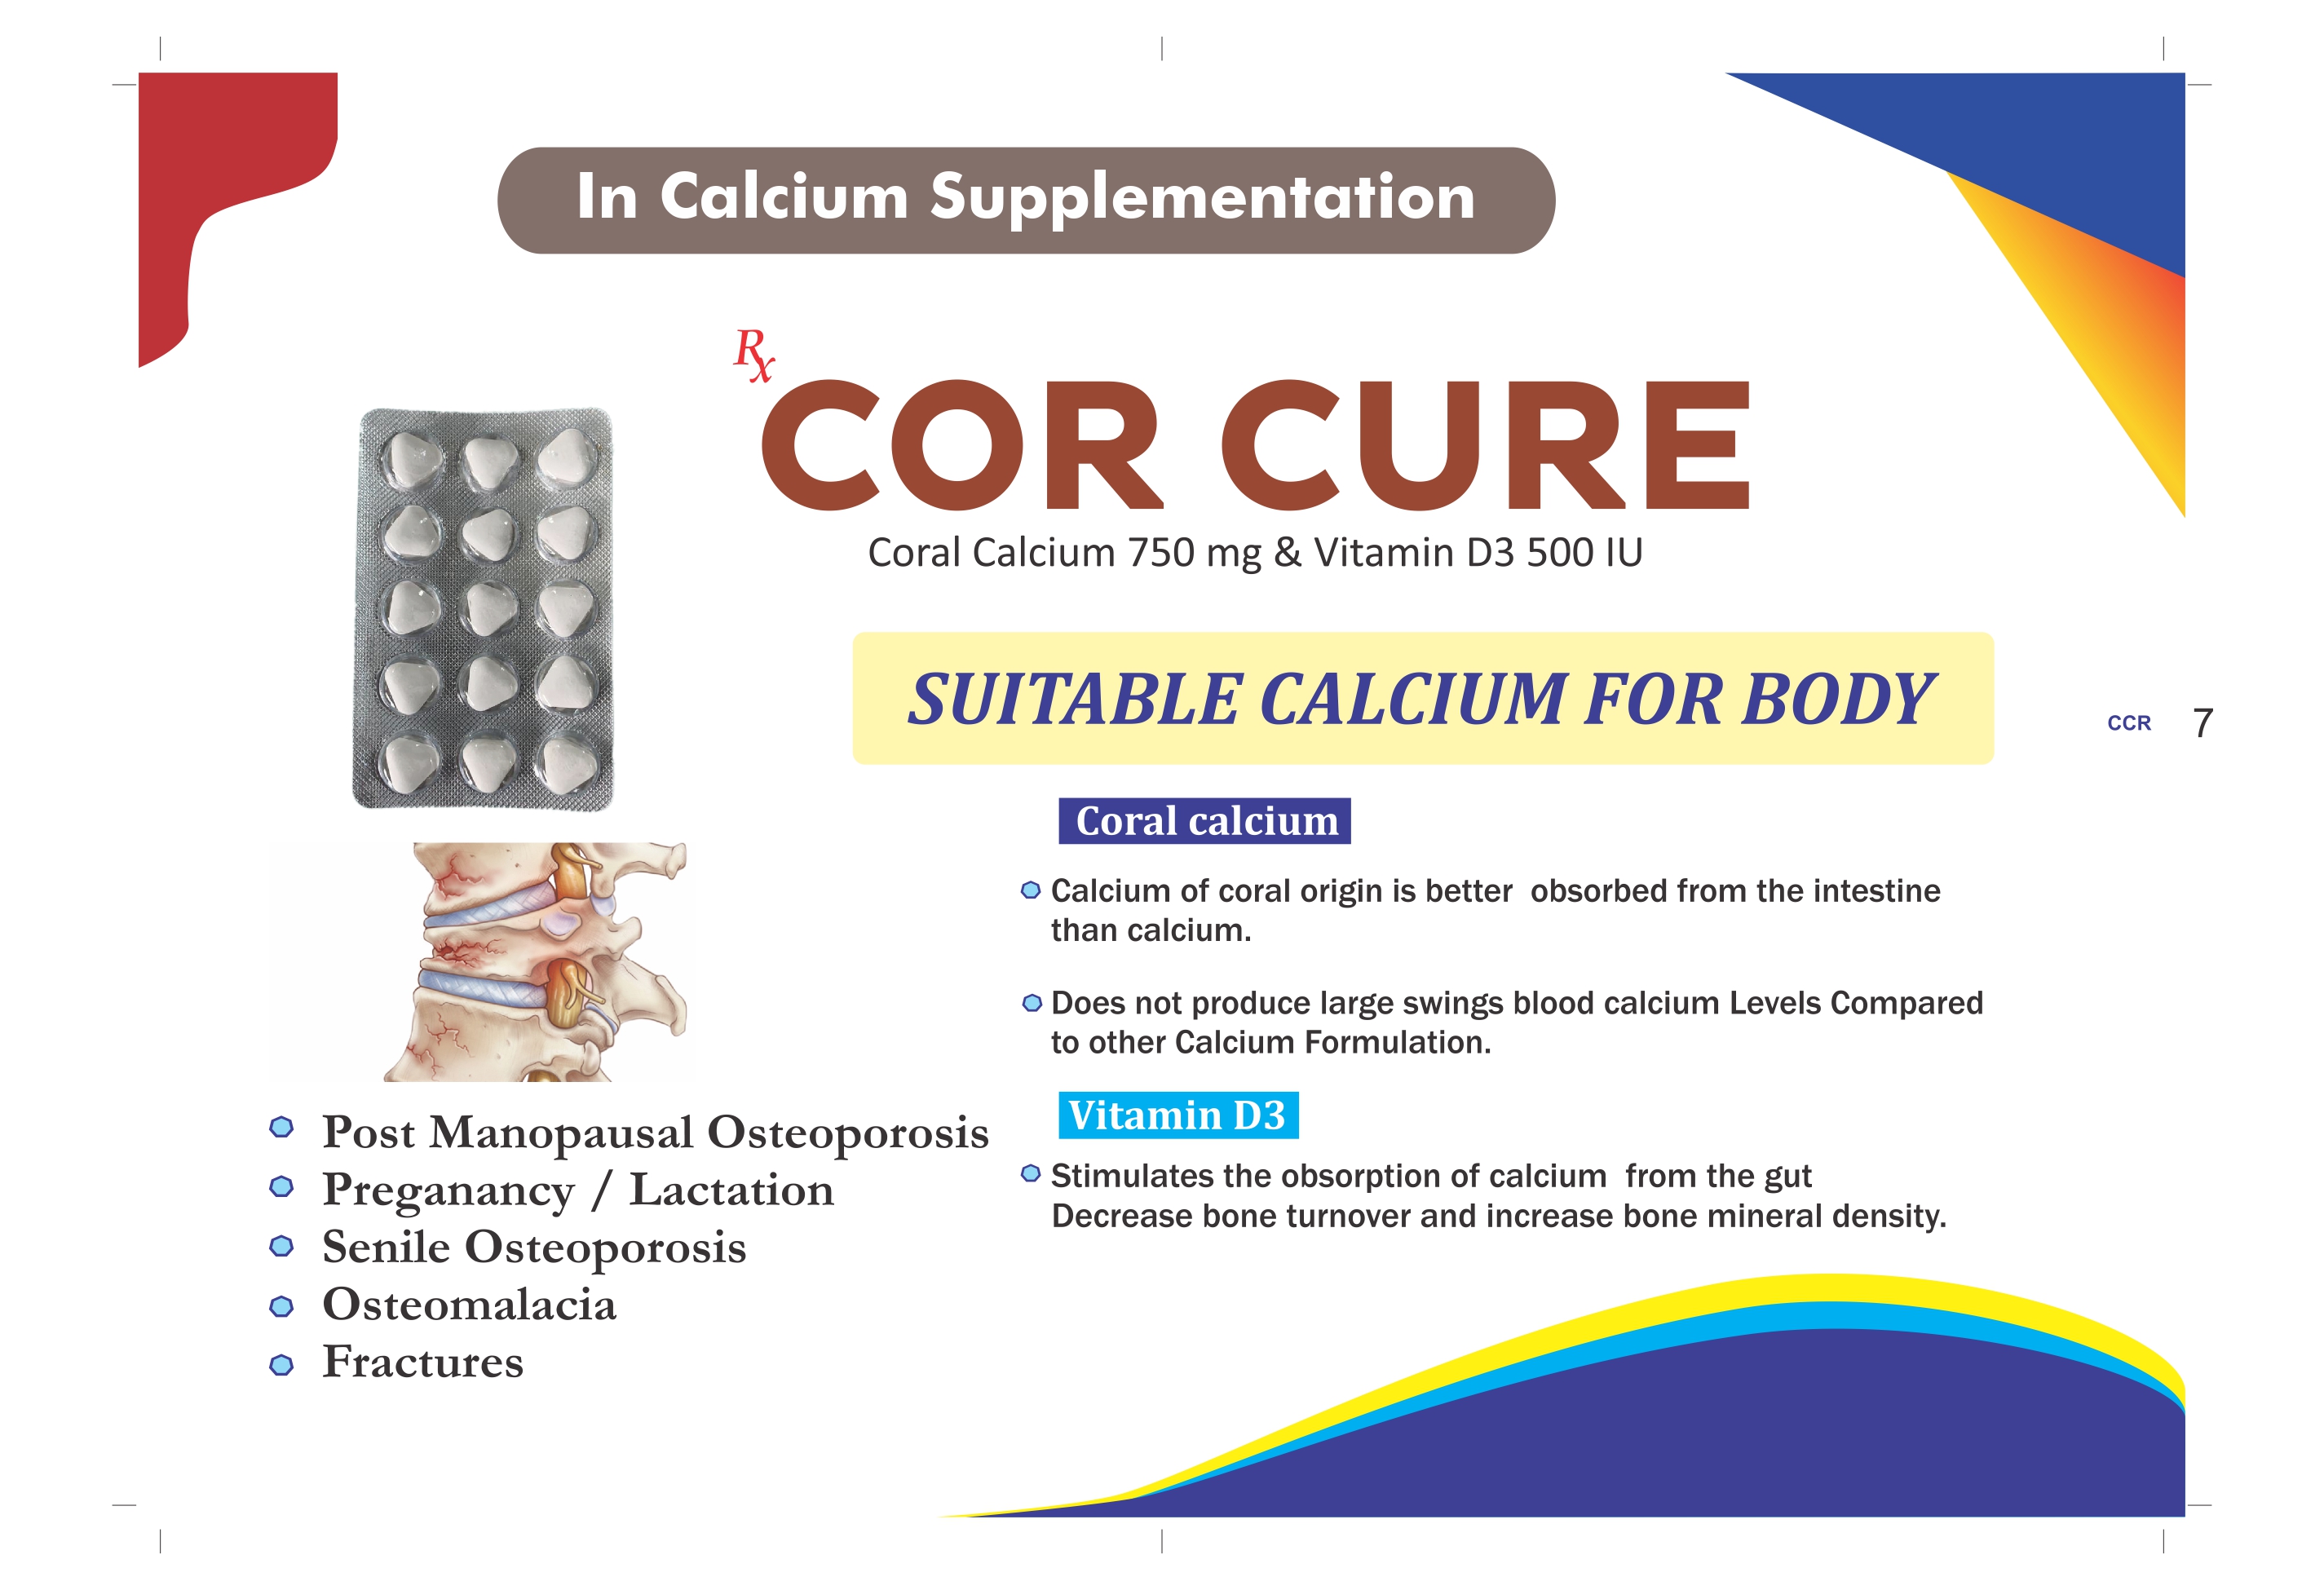 In Calcium Supplementation
Rx
COR CURE
Coral Calcium 750 mg & Vitamin D3 500 IU
SUITABLE CALCIUM FOR BODY
CCR 7
Coral calcium
Calcium of coral origin is better obsorbed from the intestine
than calcium.
Does not produce large swings blood calcium Levels Compared
to other Calcium Formulation.
Vitamin D3
Stimulates the obsorption of calcium from the gut
Decrease bone turnover and increase bone mineral density.
Post Manopausal Osteoporosis
Preganancy / Lactation
Senile Osteoporosis
Osteomalacia
Fractures